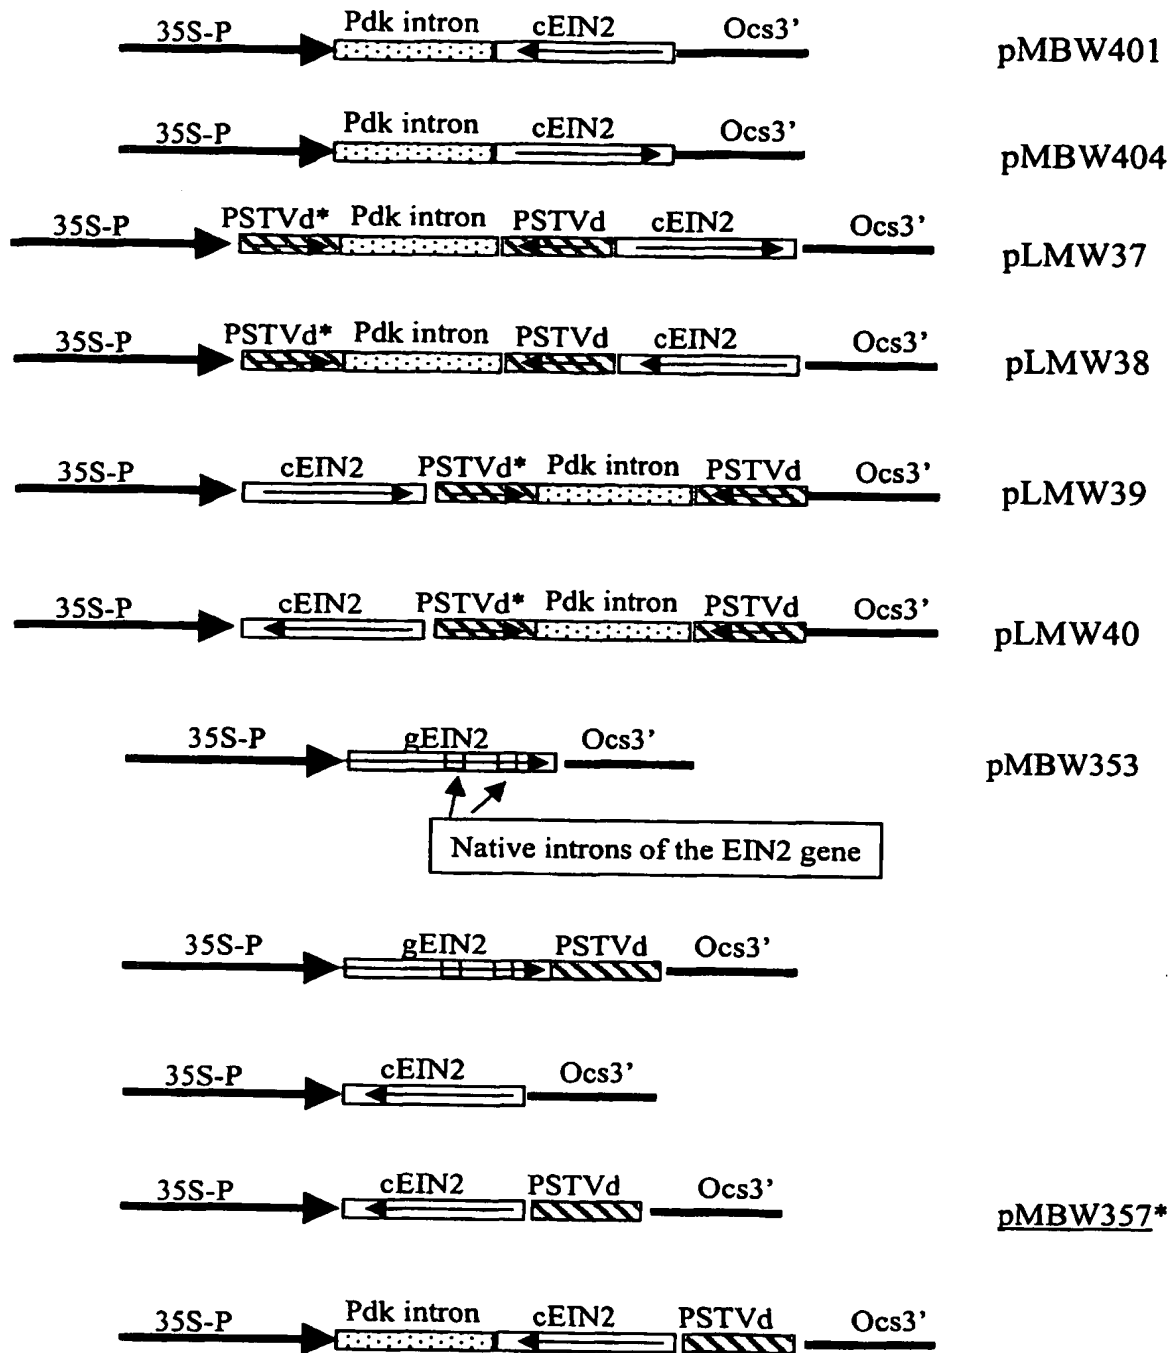 35S-P Pdk intron cEIN2 Ocs3' pMBW401
35S-P Pdk intron cEIN2 Ocs3' pMBW404
35S-P PSTVd* Pdk intron PSTVd cEIN2 Ocs3' pLMW37
35S-P PSTVd* Pdk intron PSTVd cEIN2 Ocs3' pLMW38
35S-P cEIN2 PSTVd* Pdk intron PSTVd Ocs3' pLMW39
35S-P cEIN2 PSTVd* Pdk intron PSTVd Ocs3' pLMW40
35S-P gEIN2 Ocs3' pMBW353
Native introns of the EIN2 gene
35S-P gEIN2 PSTVd Ocs3'
35S-P cEIN2 Ocs3'
35S-P cEIN2 PSTVd Ocs3' pMBW357*
35S-P Pdk intron cEIN2 PSTVd Ocs3'